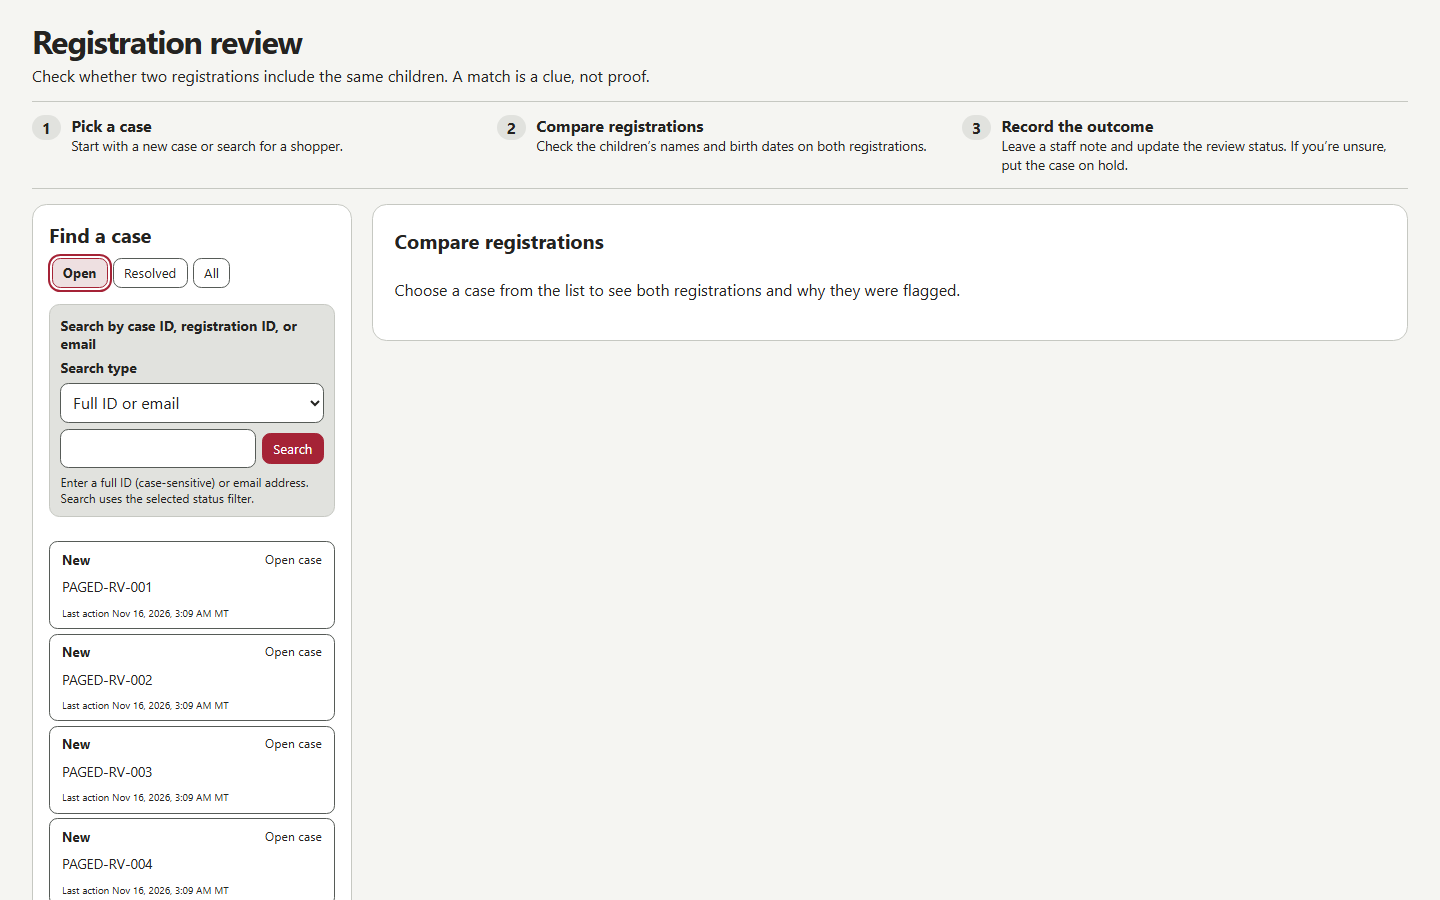 Registration review
Check whether two registrations include the same children. A match is a clue, not proof.
1
Pick a case
Start with a new case or search for a shopper.
2
Compare registrations
Check the children’s names and birth dates on both registrations.
3
Record the outcome
Leave a staff note and update the review status. If you’re unsure,
put the case on hold.
Find a case
Open
Resolved
All
Search by case ID, registration ID, or
email
Search type
Full ID or email
Search
Enter a full ID (case-sensitive) or email address.
Search uses the selected status filter.
New
Open case
PAGED-RV-001
Last action Nov 16, 2026, 3:09 AM MT
New
Open case
PAGED-RV-002
Last action Nov 16, 2026, 3:09 AM MT
New
Open case
PAGED-RV-003
Last action Nov 16, 2026, 3:09 AM MT
New
Open case
PAGED-RV-004
Last action Nov 16, 2026, 3:09 AM MT
Compare registrations
Choose a case from the list to see both registrations and why they were flagged.